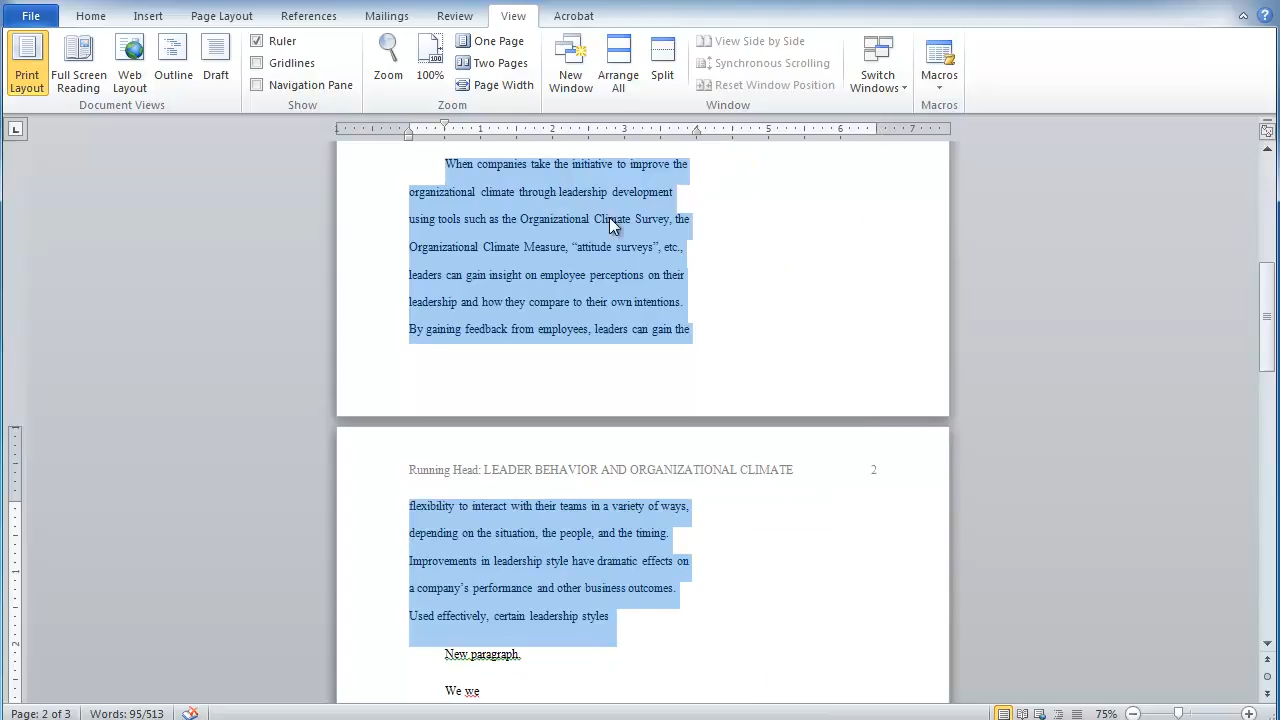 File Home Insert Page Layout References Mailings Review View Acrobat
Ruler One Page View Side by Side
Gridlines Two Pages Synchronous Scrolling
Navigation Pane Page Width Reset Window Position
Print Layout Full Screen Reading Web Layout Outline Draft Zoom 100% New Window Arrange All Split Switch Windows Macros
Document Views Show Zoom Window Macros
1 1 2 3 5 6 7
When companies take the initiative to improve the
organizational climate through leadership development
using tools such as the Organizational Climate Survey, the
Organizational Climate Measure, “attitude surveys”, etc.,
leaders can gain insight on employee perceptions on their
leadership and how they compare to their own intentions.
By gaining feedback from employees, leaders can gain the
Running Head: LEADER BEHAVIOR AND ORGANIZATIONAL CLIMATE 2
flexibility to interact with their teams in a variety of ways,
depending on the situation, the people, and the timing.
Improvements in leadership style have dramatic effects on
a company’s performance and other business outcomes.
Used effectively, certain leadership styles
New paragraph,
We we
Page: 2 of 3 Words: 95/513 75%